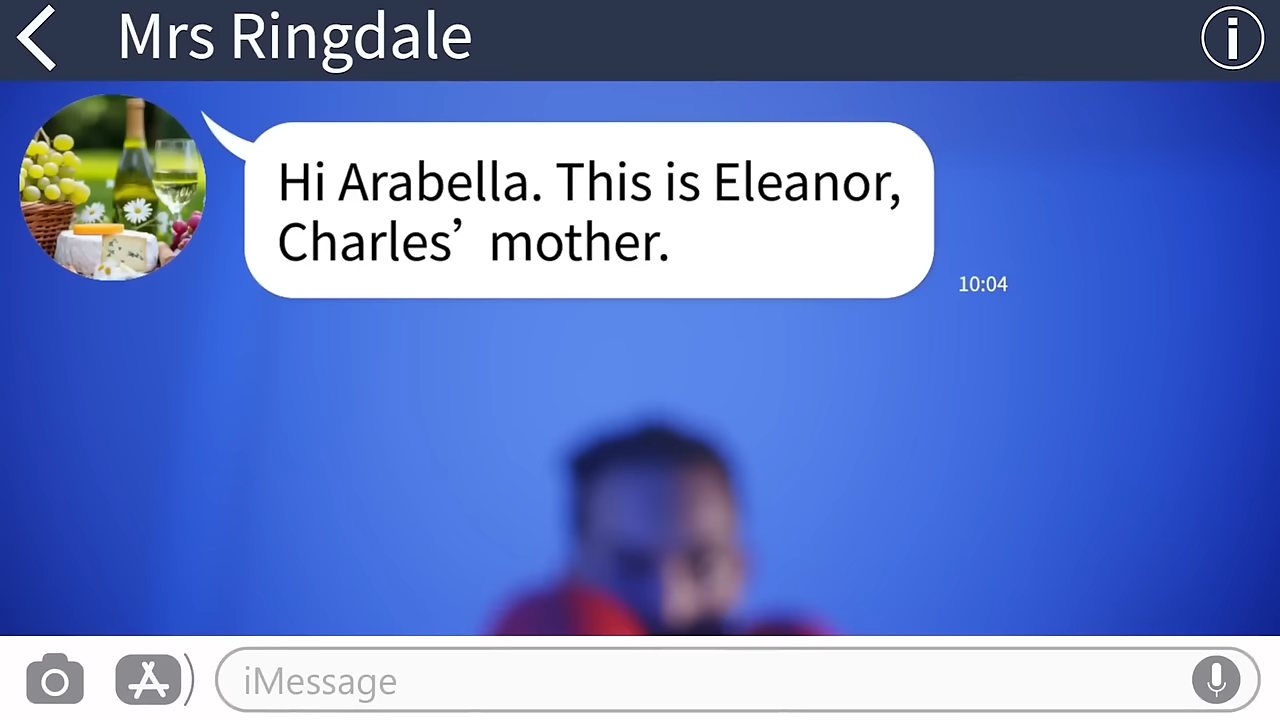 Mrs Ringdale
Hi Arabella. This is Eleanor,
Charles’ mother.
10:04
iMessage